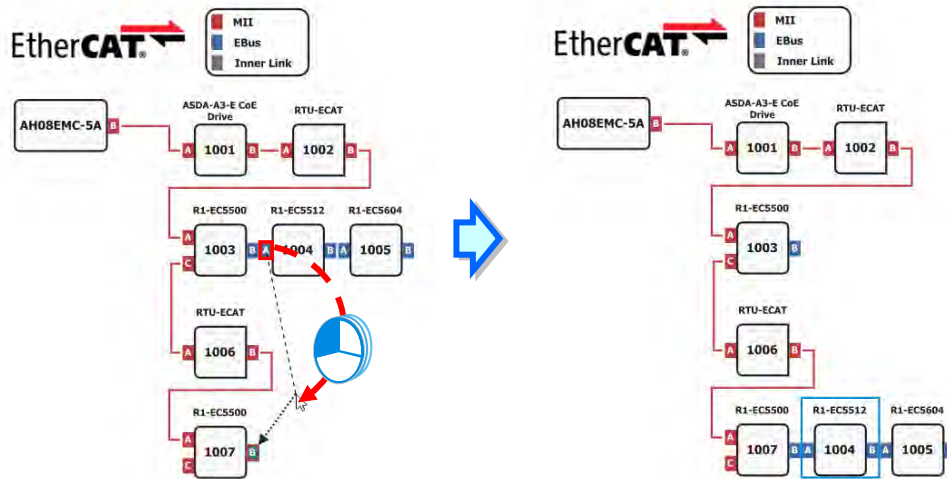 EtherCAT®
MII
EBus
Inner Link
AH08EMC-5A
B
ASDA-A3-E CoE
Drive
A
1001
B
RTU-ECAT
A
1002
B
R1-EC5500
A
C
1003
B
R1-EC5512
A
1004
B
R1-EC5604
A
1005
B
RTU-ECAT
A
1006
B
R1-EC5500
A
C
1007
B
EtherCAT®
MII
EBus
Inner Link
AH08EMC-5A
B
ASDA-A3-E CoE
Drive
A
1001
B
RTU-ECAT
A
1002
B
R1-EC5500
A
C
1003
B
RTU-ECAT
A
1006
B
R1-EC5500
A
C
1007
B
R1-EC5512
A
1004
B
R1-EC5604
A
1005